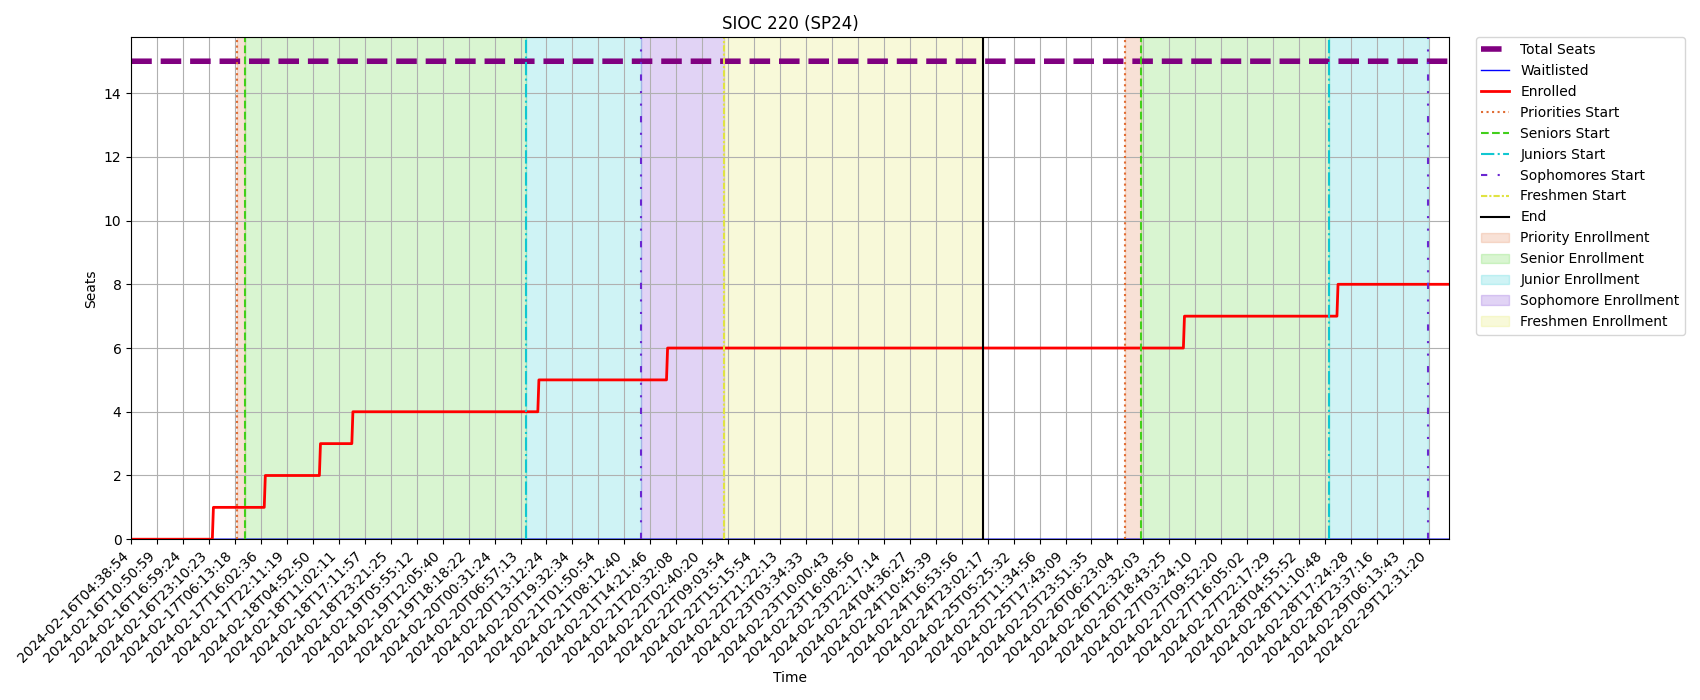 SIOC 220 (SP24)
Seats
14
12
10
8
6
4
2
0
2024-02-16T04:38:54
2024-02-16T10:50:59
2024-02-16T16:59:24
2024-02-16T23:10:23
2024-02-17T06:13:18
2024-02-17T16:02:36
2024-02-17T22:11:19
2024-02-18T04:52:50
2024-02-18T11:02:11
2024-02-18T17:11:57
2024-02-18T23:21:25
2024-02-19T05:55:12
2024-02-19T12:05:40
2024-02-19T18:18:22
2024-02-20T00:31:24
2024-02-20T06:57:13
2024-02-20T13:12:24
2024-02-20T19:32:34
2024-02-21T01:50:54
2024-02-21T08:12:40
2024-02-21T14:21:46
2024-02-21T20:32:08
2024-02-22T02:40:20
2024-02-22T09:03:54
2024-02-22T15:15:54
2024-02-22T21:22:13
2024-02-23T03:34:33
2024-02-23T10:00:43
2024-02-23T16:08:56
2024-02-23T22:17:14
2024-02-24T04:36:27
2024-02-24T10:45:39
2024-02-24T16:53:56
2024-02-24T23:02:17
2024-02-25T05:25:32
2024-02-25T11:34:56
2024-02-25T17:43:09
2024-02-25T23:51:35
2024-02-26T06:23:04
2024-02-26T12:32:03
2024-02-26T18:43:25
2024-02-27T03:24:10
2024-02-27T09:52:20
2024-02-27T16:05:02
2024-02-27T22:17:29
2024-02-28T04:55:52
2024-02-28T11:10:48
2024-02-28T17:24:28
2024-02-28T23:37:16
2024-02-29T06:13:43
2024-02-29T12:31:20
Time
Total Seats
Waitlisted
Enrolled
Priorities Start
Seniors Start
Juniors Start
Sophomores Start
Freshmen Start
End
Priority Enrollment
Senior Enrollment
Junior Enrollment
Sophomore Enrollment
Freshmen Enrollment